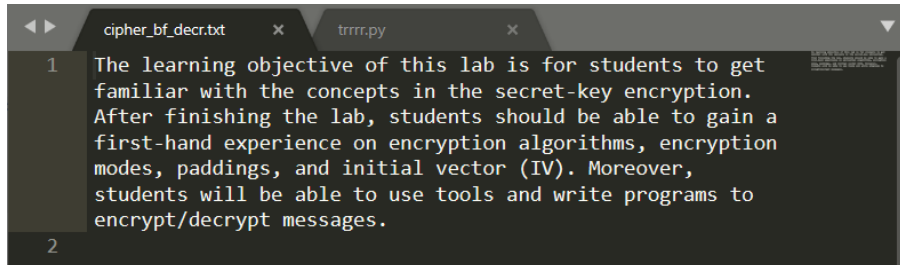 cipher_bf_decr.txt × trrrr.py ×
1 The learning objective of this lab is for students to get
familiar with the concepts in the secret-key encryption.
After finishing the lab, students should be able to gain a
first-hand experience on encryption algorithms, encryption
modes, paddings, and initial vector (IV). Moreover,
students will be able to use tools and write programs to
encrypt/decrypt messages.
2